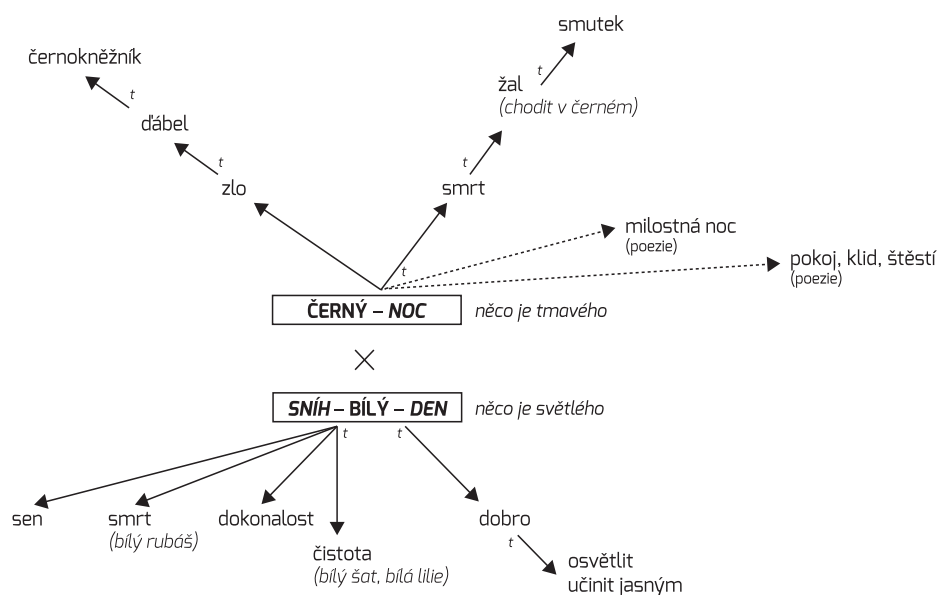 smutek
černokněžník
t
t
žal
(chodit v černém)
ďábel
t
t
zlo
smrt
milostná noc
(poezie)
pokoj, klid, štěstí
(poezie)
t
ČERNÝ – NOC
něco je tmavého
SNÍH – BÍLÝ – DEN
něco je světlého
t
t
sen
smrt
(bílý rubáš)
dokonalost
čistota
(bílý šat, bílá lilie)
dobro
t
osvětlit
učinit jasným